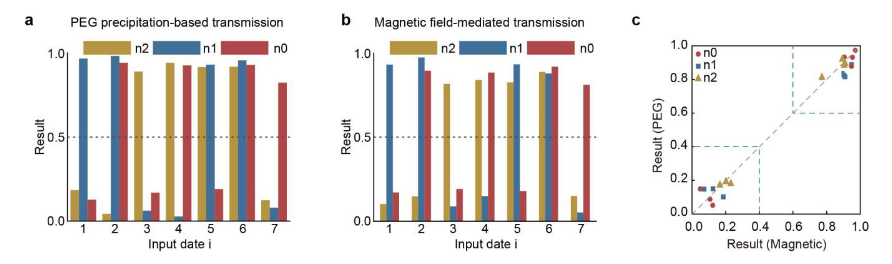 a PEG precipitation-based transmission
n2 n1 n0
1.0
0.5
0.0
Result
1 2 3 4 5 6 7
Input date i
b Magnetic field-mediated transmission
n2 n1 n0
1.0
0.5
0.0
Result
1 2 3 4 5 6 7
Input date i
c
n0
n1
n2
1.0
0.8
0.6
0.4
0.2
0.0
Result (PEG)
0.0 0.2 0.4 0.6 0.8 1.0
Result (Magnetic)